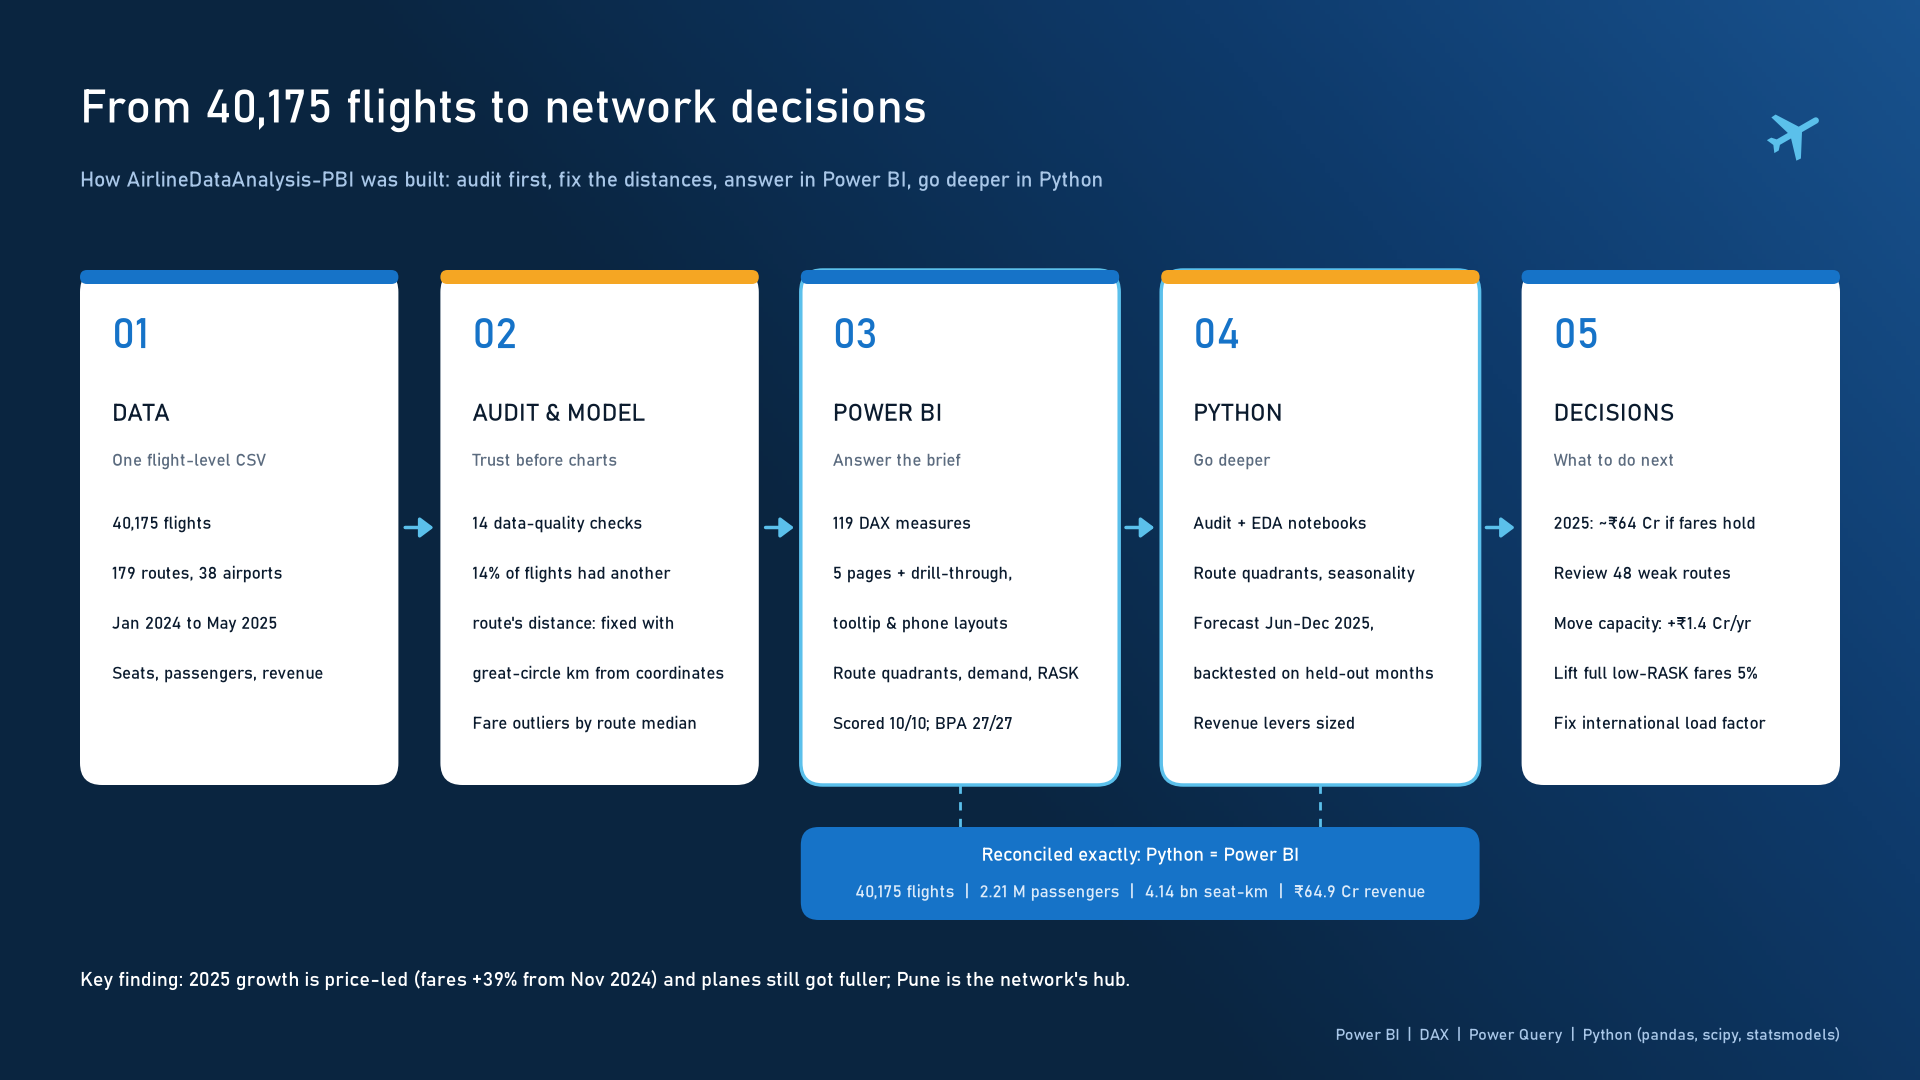 From 40,175 flights to network decisions
How AirlineDataAnalysis-PBI was built: audit first, fix the distances, answer in Power BI, go deeper in Python
01
DATA
One flight-level CSV
40,175 flights
179 routes, 38 airports
Jan 2024 to May 2025
Seats, passengers, revenue
02
AUDIT & MODEL
Trust before charts
14 data-quality checks
14% of flights had another
route's distance: fixed with
great-circle km from coordinates
Fare outliers by route median
03
POWER BI
Answer the brief
119 DAX measures
5 pages + drill-through,
tooltip & phone layouts
Route quadrants, demand, RASK
Scored 10/10; BPA 27/27
04
PYTHON
Go deeper
Audit + EDA notebooks
Route quadrants, seasonality
Forecast Jun-Dec 2025,
backtested on held-out months
Revenue levers sized
05
DECISIONS
What to do next
2025: ~₹64 Cr if fares hold
Review 48 weak routes
Move capacity: +₹1.4 Cr/yr
Lift full low-RASK fares 5%
Fix international load factor
Reconciled exactly: Python = Power BI
40,175 flights | 2.21 M passengers | 4.14 bn seat-km | ₹64.9 Cr revenue
Key finding: 2025 growth is price-led (fares +39% from Nov 2024) and planes still got fuller; Pune is the network's hub.
Power BI | DAX | Power Query | Python (pandas, scipy, statsmodels)